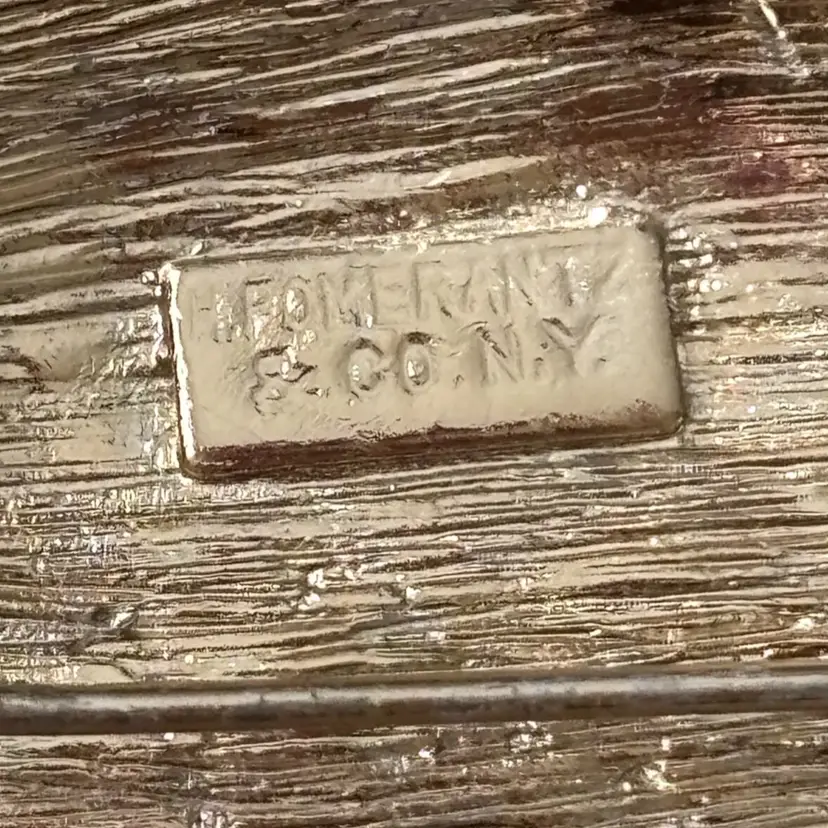 H. POMERANTZ
& CO. N.Y.